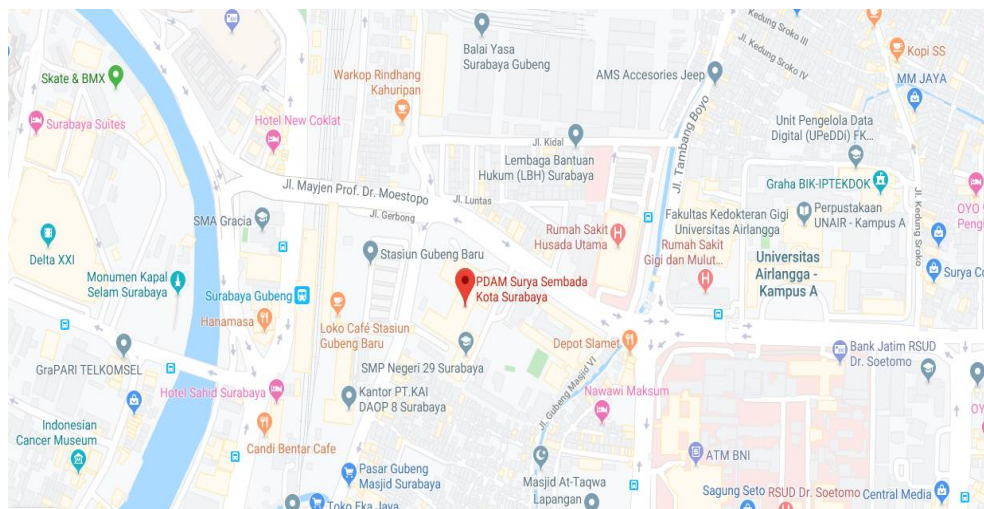 Balai Yasa
Surabaya Gubeng
Jl. Kedung Sroko III
Jl. Kedung Sroko IV
Kopi SS
Skate & BMX
Warkop Rindhang
Kahuripan
AMS Accesories Jeep
MM JAYA
Surabaya Suites
Hotel New Coklat
Jl. Kidal
Jl. Tambang Boyo
Unit Pengelola Data
Digital (UPeDDi) FK...
Lembaga Bantuan
Hukum (LBH) Surabaya
Graha BIK-IPTEKDOK
Jl. Kedung Sroko
Jl. Mayjen Prof. Dr. Moestopo
Jl. Luntas
Jl. Gerbong
SMA Gracia
Fakultas Kedokteran Gigi
Universitas Airlangga
Perpustakaan
UNAIR - Kampus A
OYO
Rumah Sakit
Husada Utama
Delta XXI
Stasiun Gubeng Baru
Rumah Sakit
Gigi dan Mulut...
Universitas
Airlangga -
Kampus A
Surya Co
Monumen Kapal
Selam Surabaya
PDAM Surya Sembada
Kota Surabaya
Surabaya Gubeng
Hanamasa
Loko Café Stasiun
Gubeng Baru
Depot Slamet
GraPARI TELKOMSEL
SMP Negeri 29 Surabaya
Bank Jatim RSUD
Dr. Soetomo
Hotel Sahid Surabaya
Kantor PT.KAI
DAOP 8 Surabaya
Jl. Gubeng Masjid VI
Nawawi Maksum
OY
Indonesian
Cancer Museum
Candi Bentar Cafe
ATM BNI
Pasar Gubeng
Masjid Surabaya
Masjid At-Taqwa
Lapangan
Sagung Seto
RSUD Dr. Soetomo
Central Media
Toko Eka Jaya